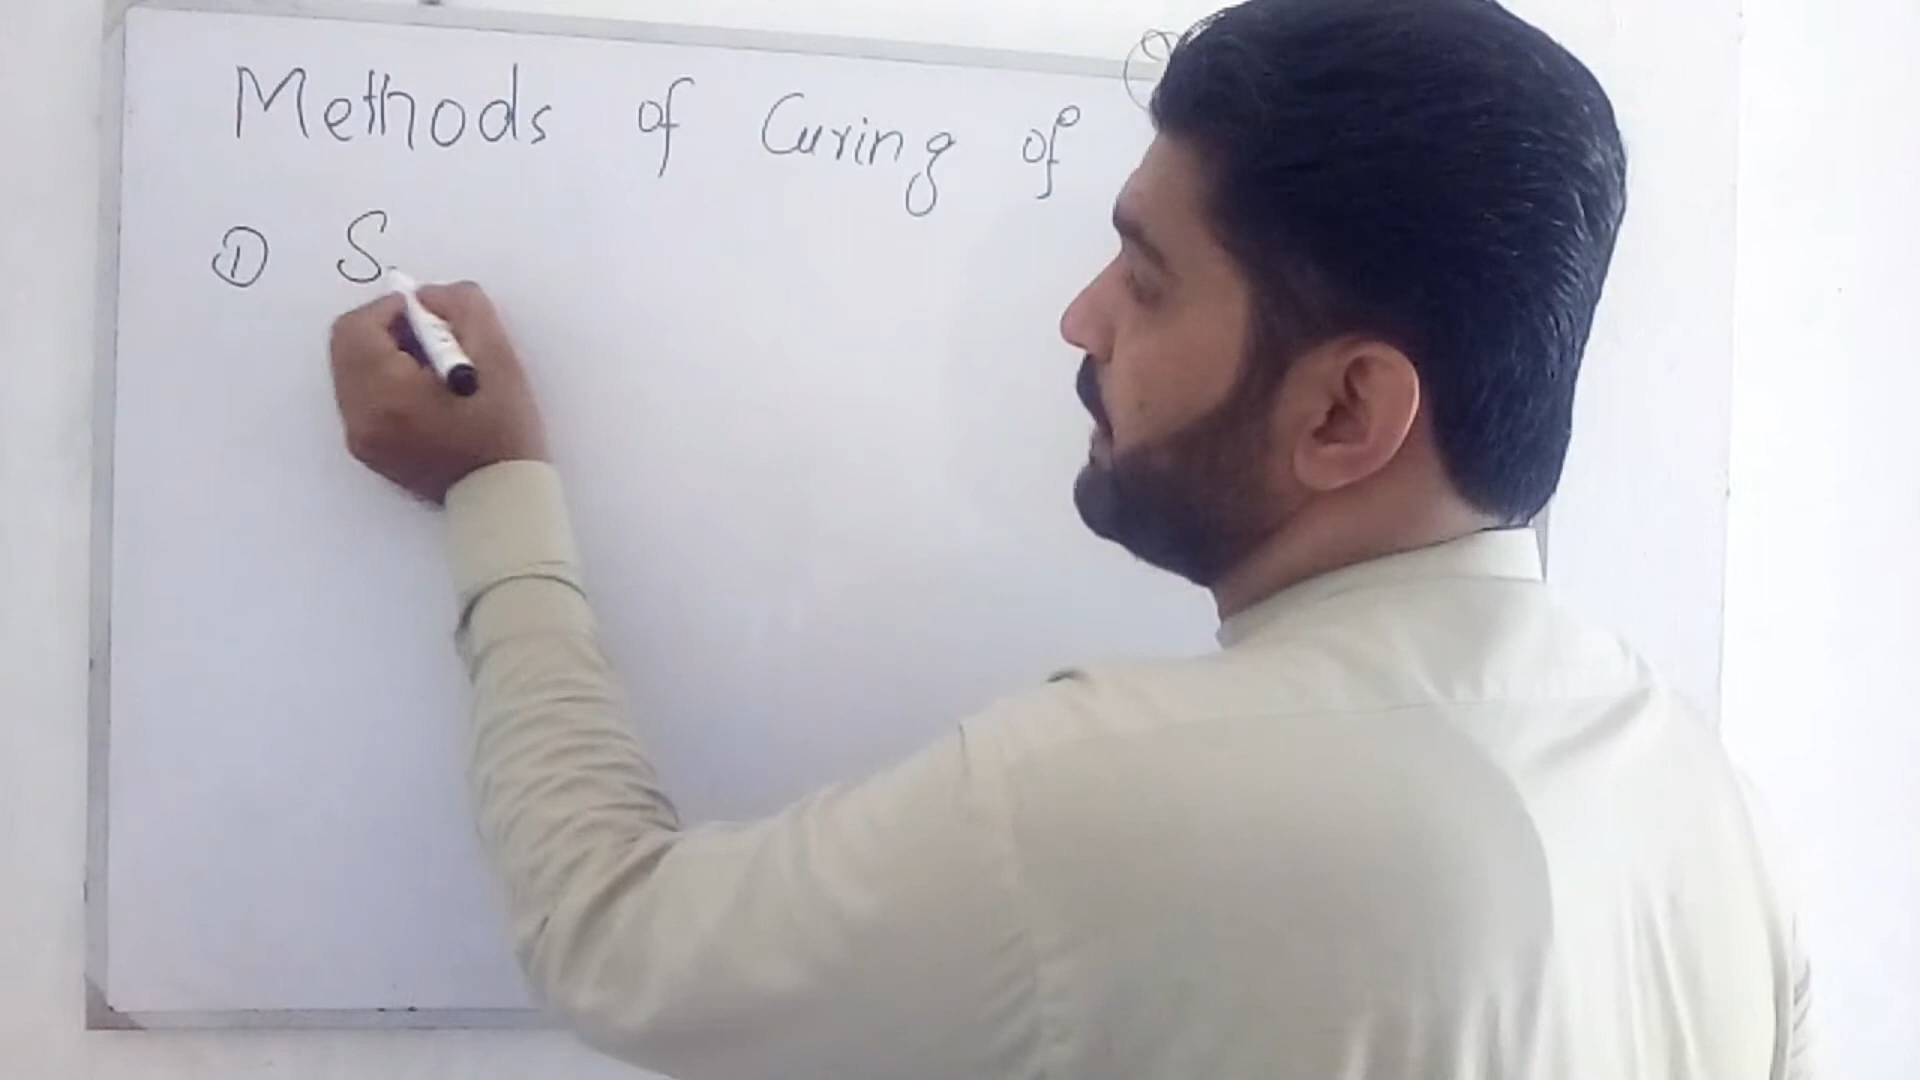 Methods of Curing of
① S